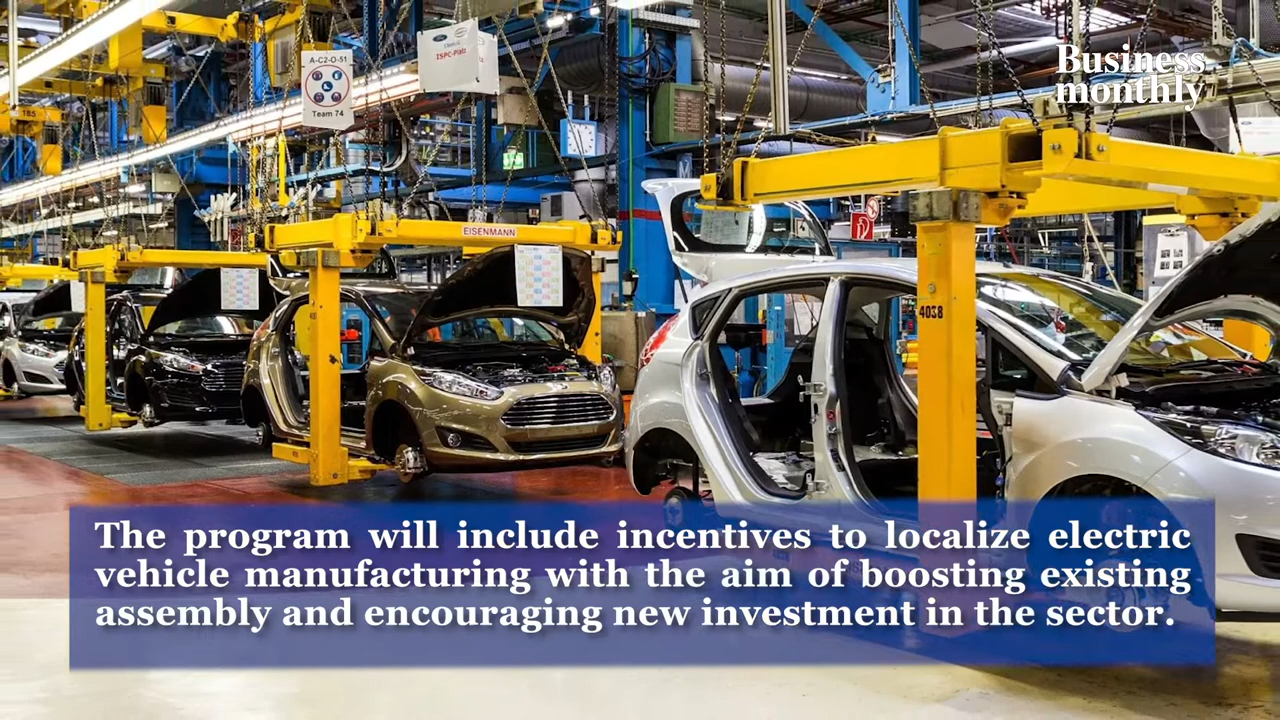 Business
monthly
A-C2-O-51
Team 74
ISPC-Platz
EISENMANN
4038
The program will include incentives to localize electric
vehicle manufacturing with the aim of boosting existing
assembly and encouraging new investment in the sector.